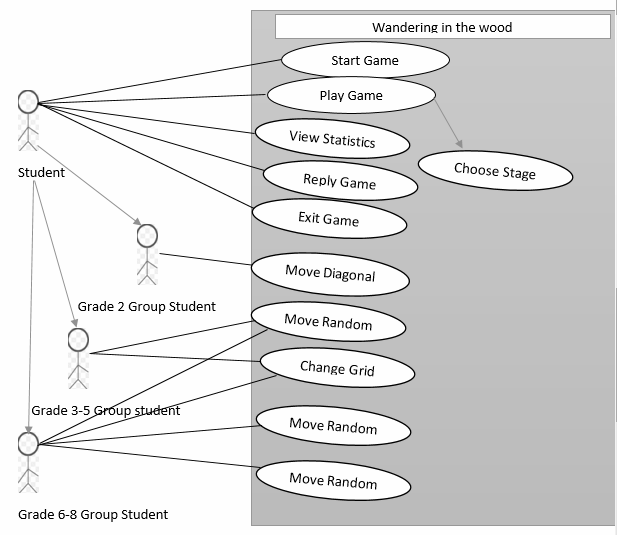 Wandering in the wood
Start Game
Play Game
View Statistics
Choose Stage
Student
Reply Game
Exit Game
Move Diagonal
Grade 2 Group Student
Move Random
Change Grid
Grade 3-5 Group student
Move Random
Move Random
Grade 6-8 Group Student